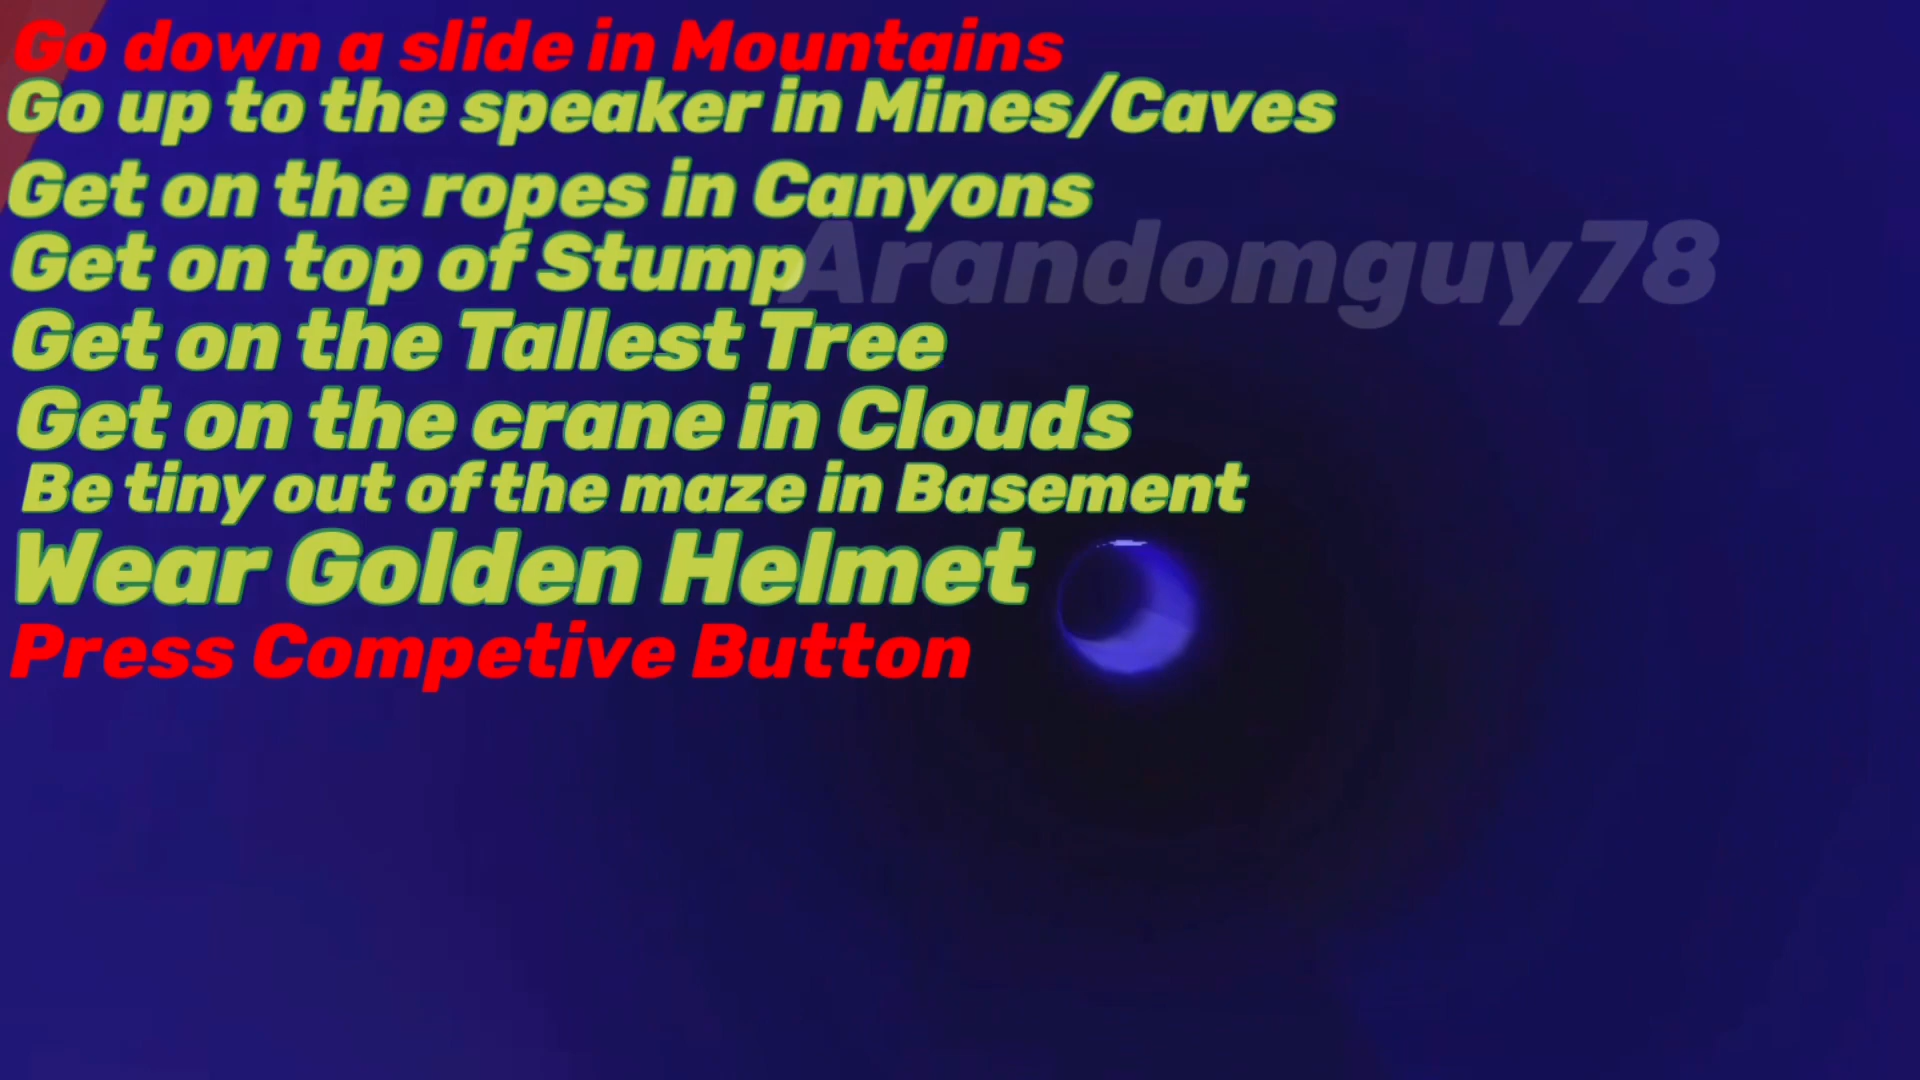 Go down a slide in Mountains
Go up to the speaker in Mines/Caves
Get on the ropes in Canyons
Get on top of Stump
Arandomguy78
Get on the Tallest Tree
Get on the crane in Clouds
Be tiny out of the maze in Basement
Wear Golden Helmet
Press Competive Button